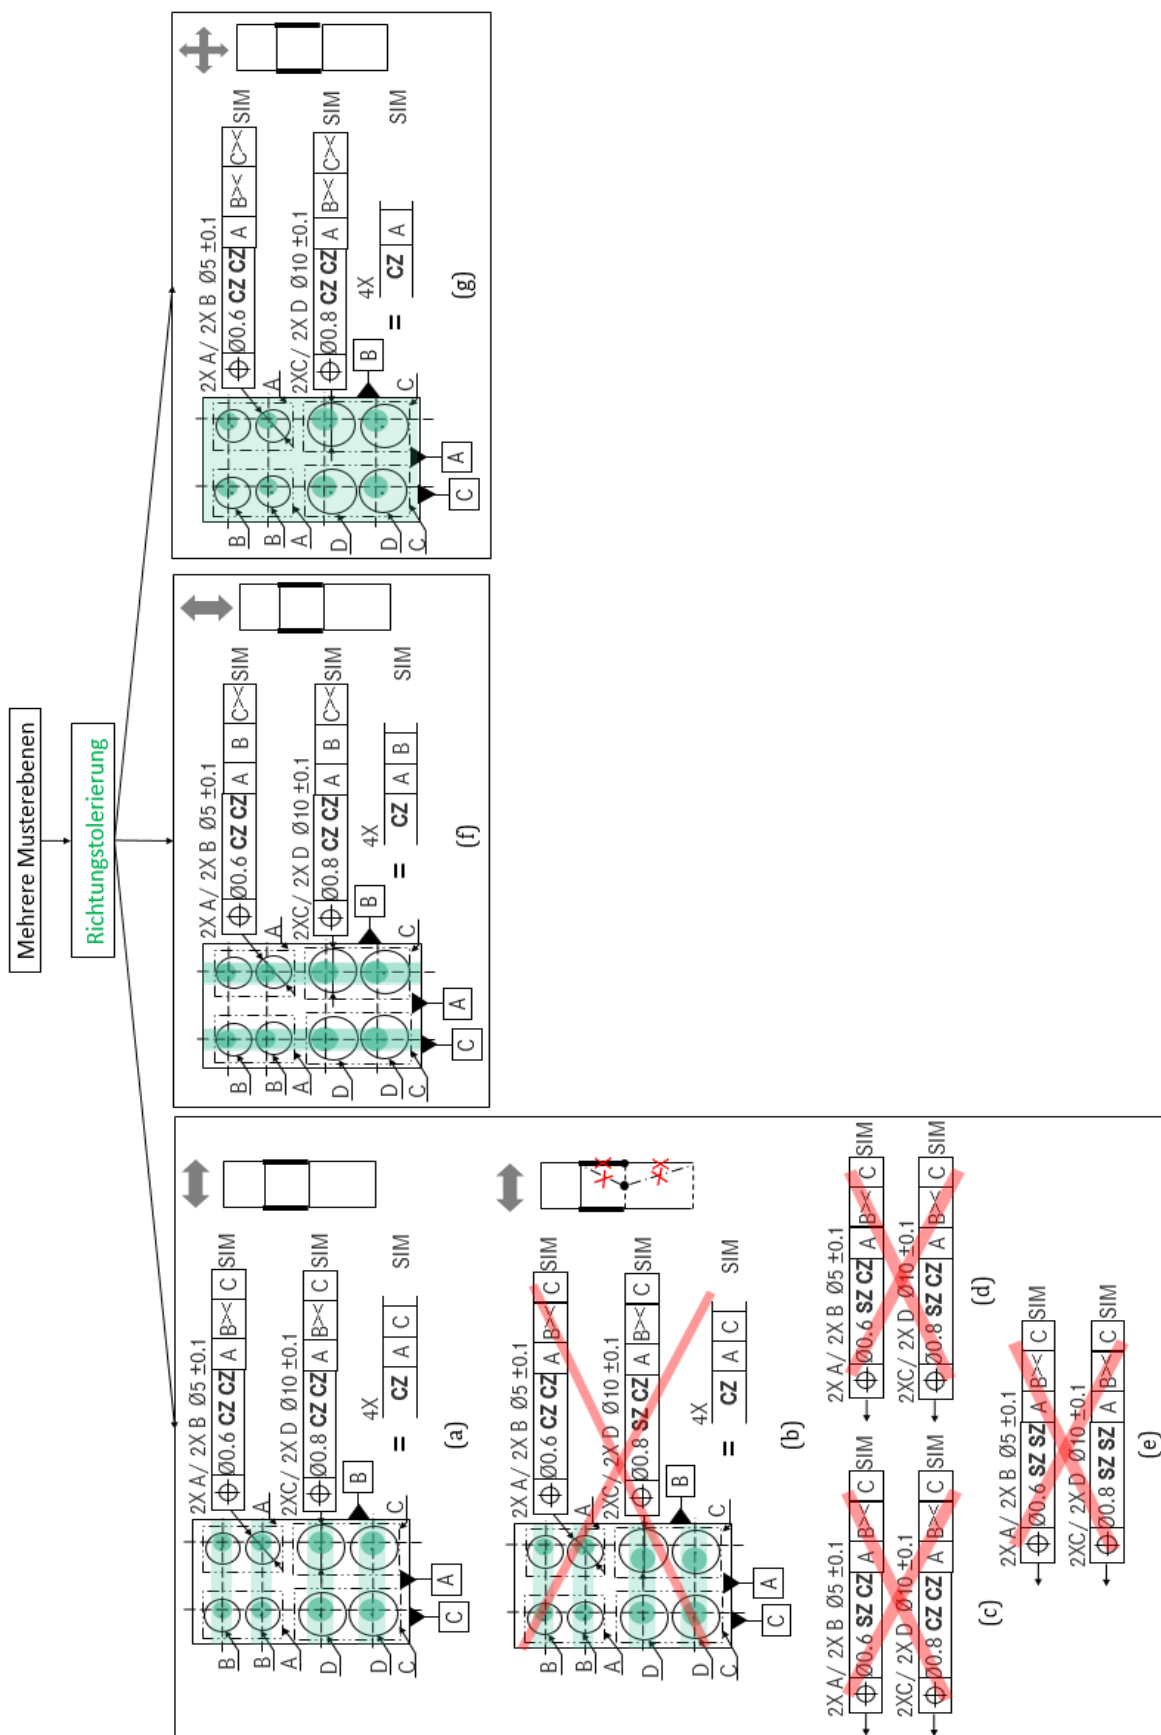 Mehrere Musterebenen
Richtungstolerierung
2X A/ 2X B Ø5 ±0.1
⌖ Ø0.6 CZ CZ A B>< C SIM
2XC/ 2X D Ø10 ±0.1
⌖ Ø0.8 CZ CZ A B>< C SIM
4X
= CZ A C SIM
A
B
B
A
D
D
C
C
B
A
C
(a)
2X A/ 2X B Ø5 ±0.1
⌖ Ø0.6 CZ CZ A B>< C SIM
2XC/ 2X D Ø10 ±0.1
⌖ Ø0.8 SZ CZ A B>< C SIM
4X
= CZ A C SIM
A
B
B
A
D
D
C
C
B
A
C
(b)
2X A/ 2X B Ø5 ±0.1
⌖ Ø0.6 SZ CZ A B>< C SIM
2XC/ 2X D Ø10 ±0.1
⌖ Ø0.8 CZ CZ A B>< C SIM
(c)
2X A/ 2X B Ø5 ±0.1
⌖ Ø0.6 SZ CZ A B>< C SIM
2XC/ 2X D Ø10 ±0.1
⌖ Ø0.8 SZ CZ A B>< C SIM
(d)
2X A/ 2X B Ø5 ±0.1
⌖ Ø0.6 SZ SZ A B>< C SIM
2XC/ 2X D Ø10 ±0.1
⌖ Ø0.8 SZ SZ A B>< C SIM
(e)
2X A/ 2X B Ø5 ±0.1
⌖ Ø0.6 CZ CZ A B C>< SIM
2XC/ 2X D Ø10 ±0.1
⌖ Ø0.8 CZ CZ A B C>< SIM
4X
= CZ A B SIM
A
B
B
A
D
D
C
C
B
A
C
(f)
2X A/ 2X B Ø5 ±0.1
⌖ Ø0.6 CZ CZ A B>< C>< SIM
2XC/ 2X D Ø10 ±0.1
⌖ Ø0.8 CZ CZ A B>< C>< SIM
4X
= CZ A SIM
A
B
B
A
D
D
C
C
B
A
C
(g)